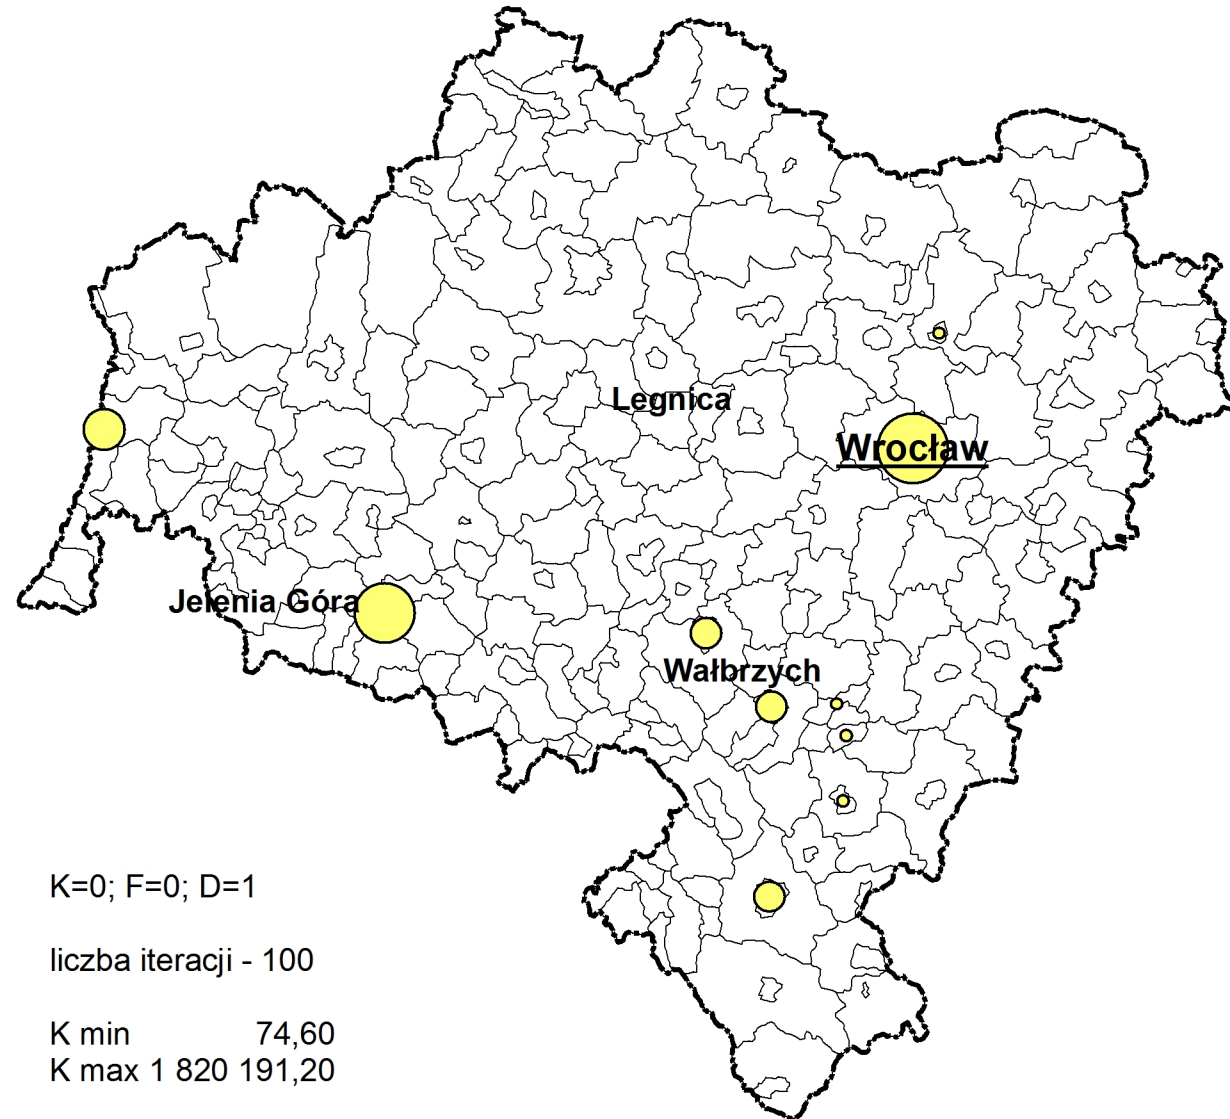 Legnica
Wrocław
Jelenia Góra
Wałbrzych
K=0; F=0; D=1
liczba iteracji - 100
K min 74,60
K max 1 820 191,20